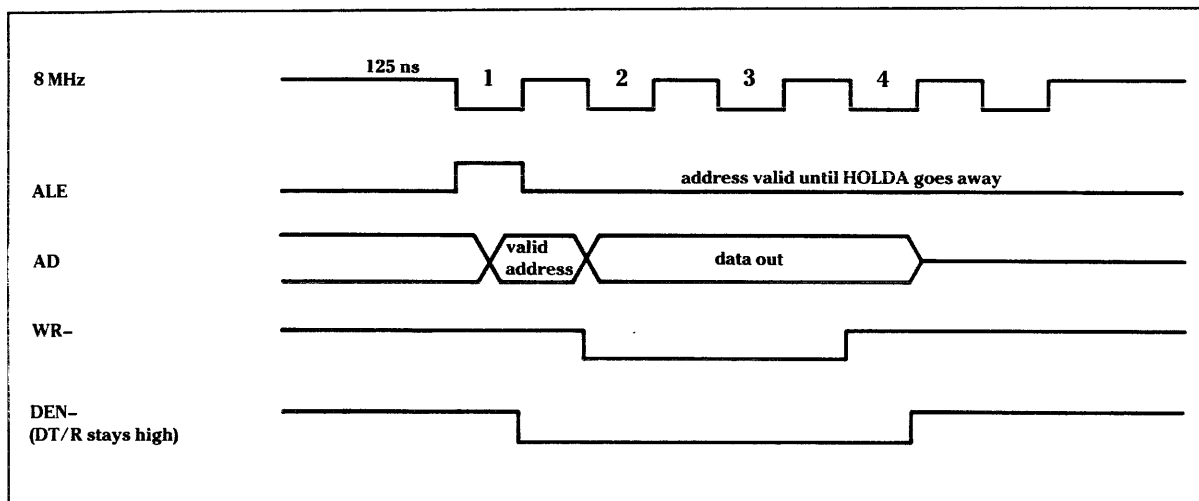 8 MHz
125 ns
1
2
3
4
ALE
address valid until HOLDA goes away
AD
valid
address
data out
WR–
DEN–
(DT/R stays high)